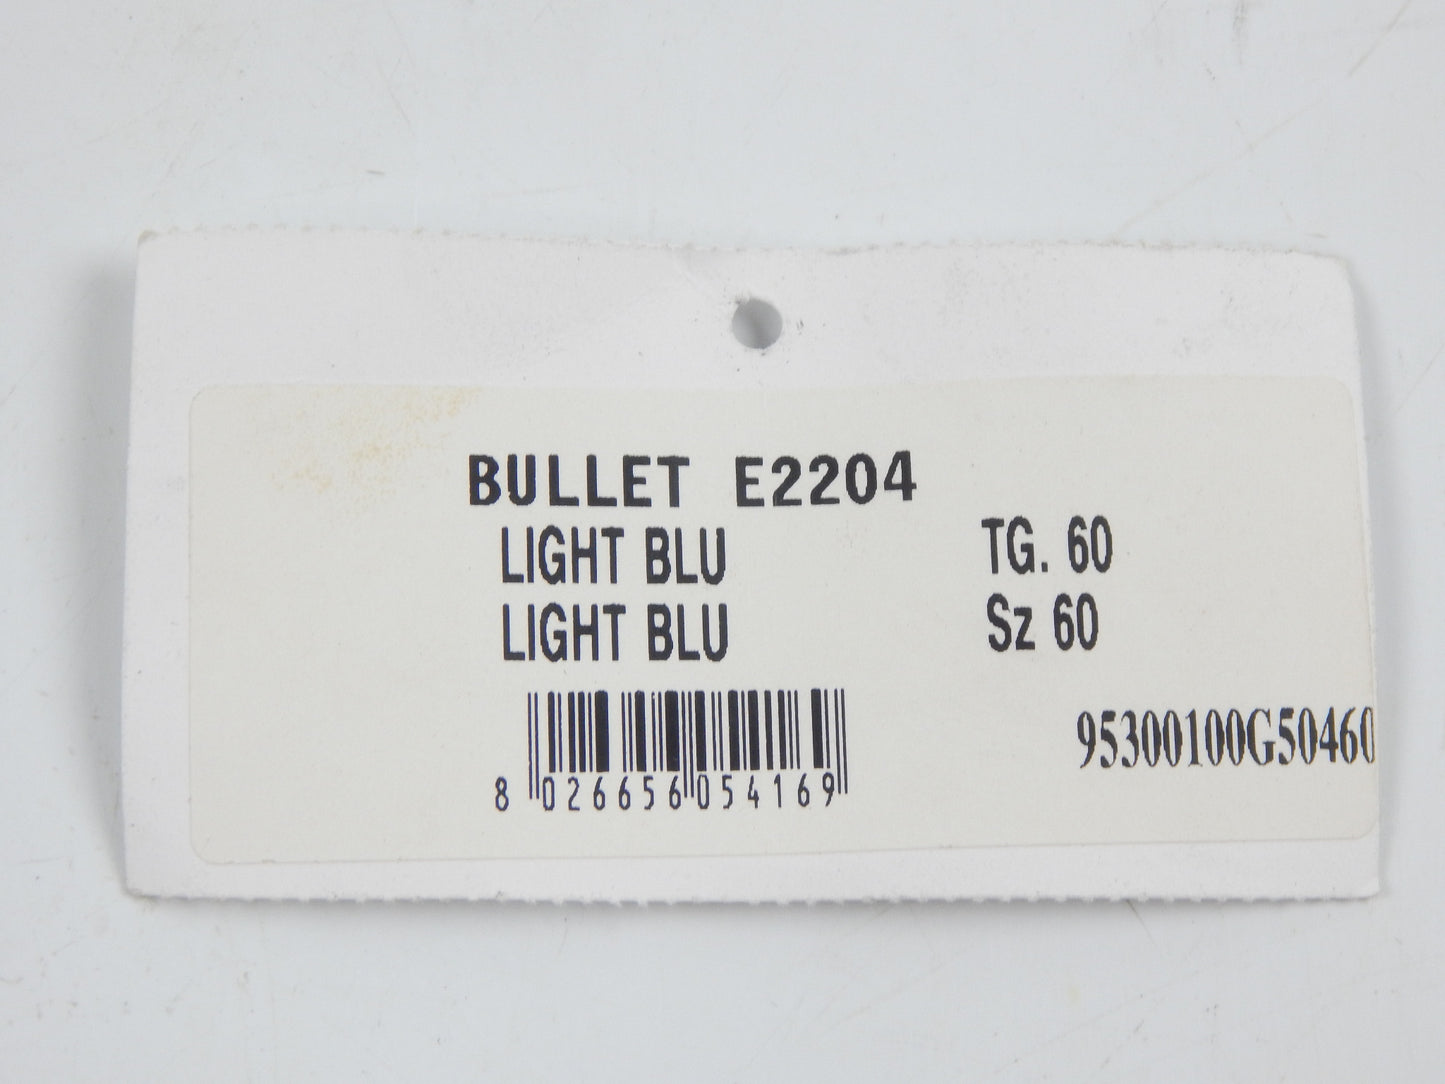 BULLET E2204
LIGHT BLU TG. 60
LIGHT BLU Sz 60
95300100G50460
8 026656 054169